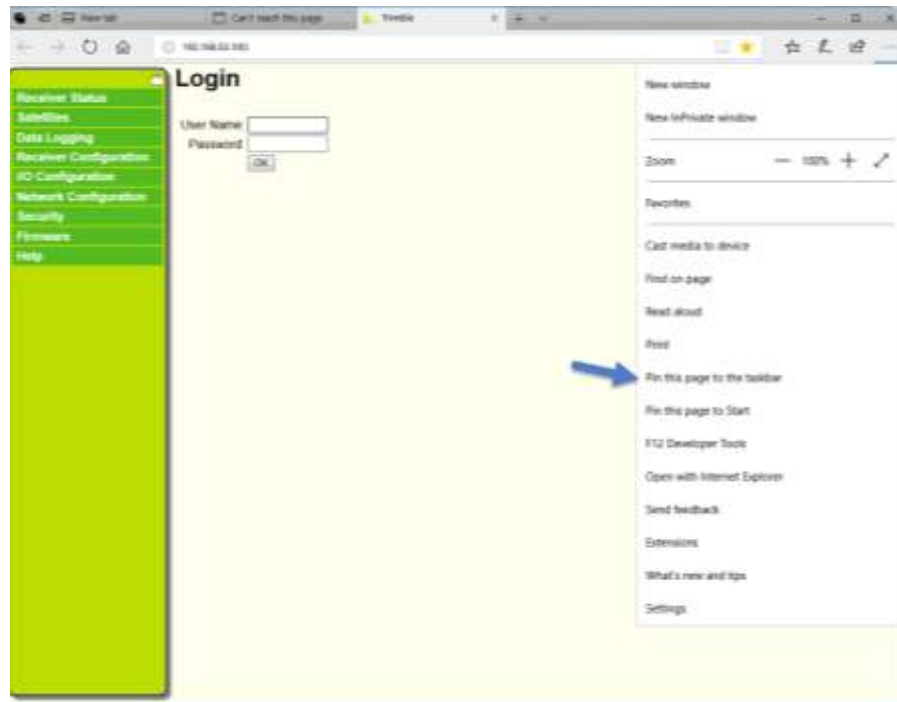 New tab
Can't reach this page
Trimble
Login
Receiver Status
Satellites
Data Logging
Receiver Configuration
I/O Configuration
Network Configuration
Security
Firmware
Help
User Name
Password
OK
New window
New InPrivate window
Zoom
100%
Favorites
Cast media to device
Find on page
Read aloud
Print
Pin this page to the taskbar
Pin this page to Start
F12 Developer Tools
Open with Internet Explorer
Send feedback
Extensions
What's new and tips
Settings